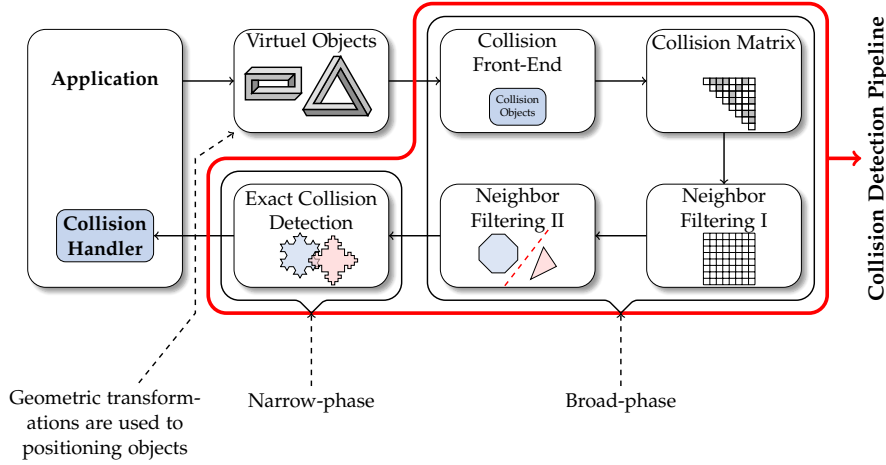 Application
Virtuel Objects
Collision
Front-End
Collision
Objects
Collision Matrix
Collision
Handler
Exact Collision
Detection
Neighbor
Filtering II
Neighbor
Filtering I
Collision Detection Pipeline
Geometric transform-
ations are used to
positioning objects
Narrow-phase
Broad-phase